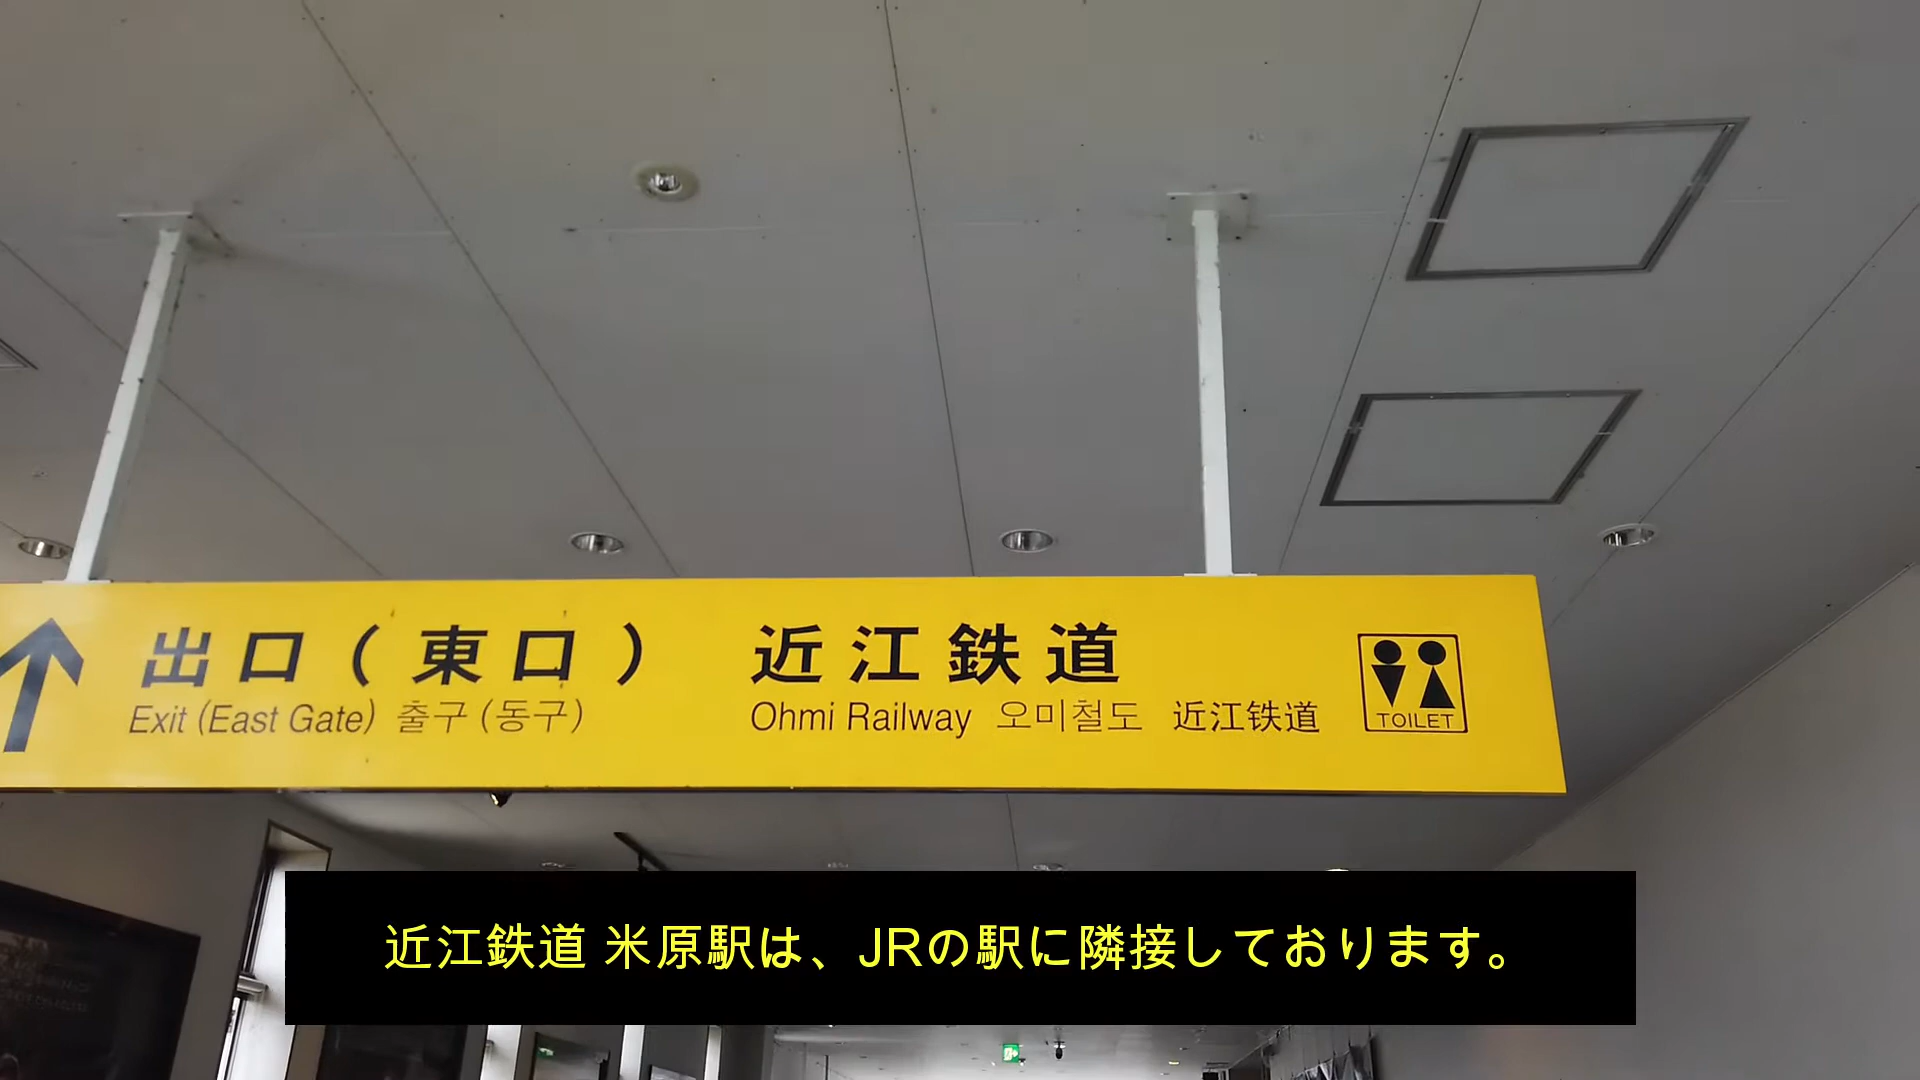 出口（東口） 近江鉄道
Exit (East Gate) 출구 (동구) Ohmi Railway 오미철도 近江铁道
TOILET
近江鉄道 米原駅は、JRの駅に隣接しております。